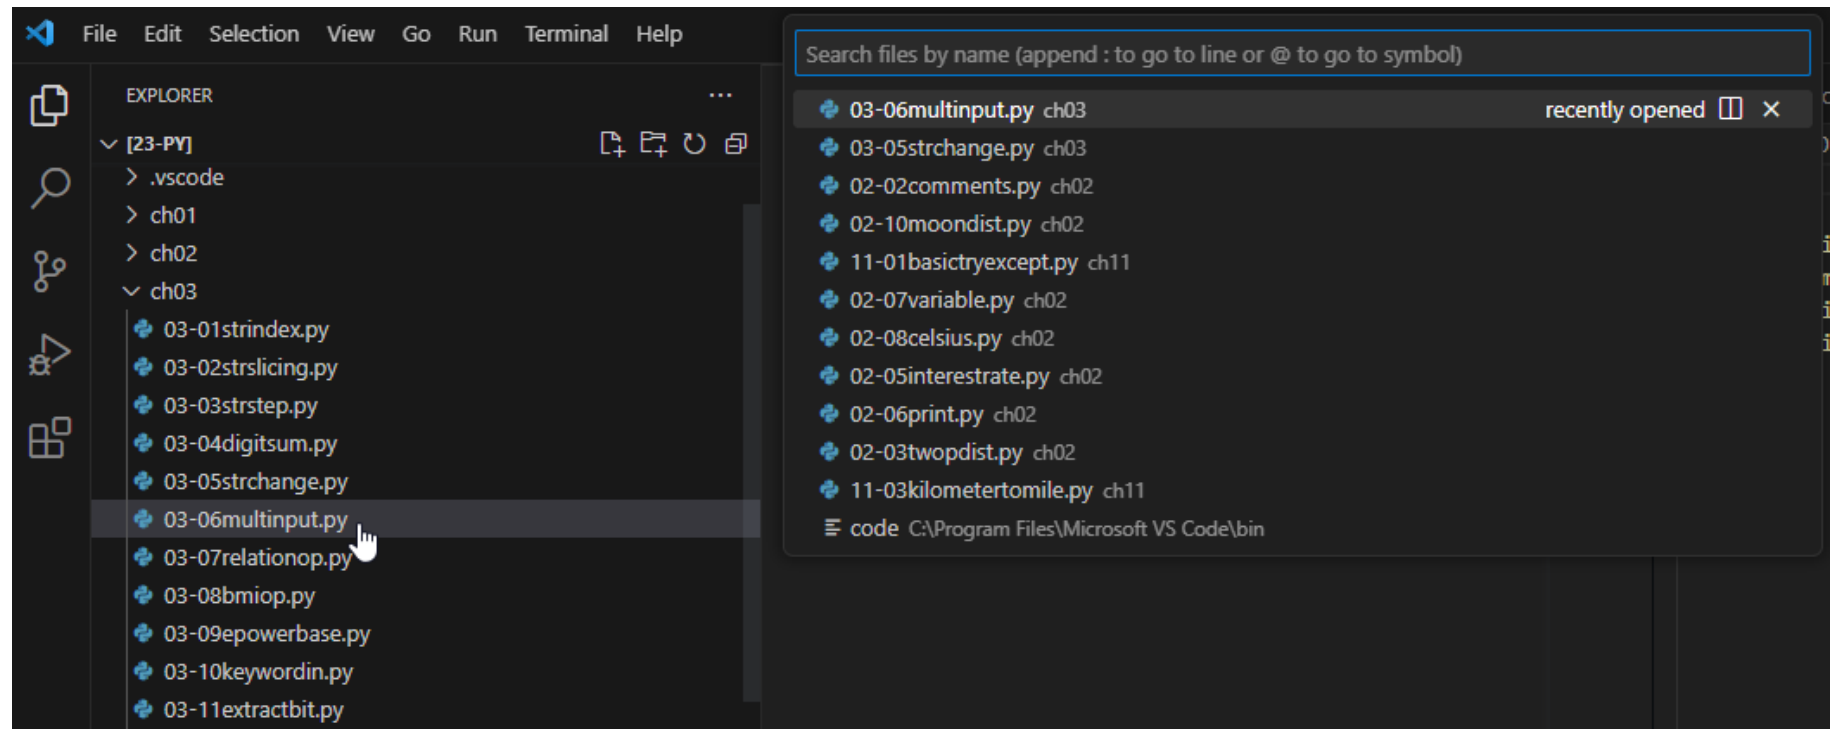 File Edit Selection View Go Run Terminal Help
EXPLORER
[23-PY]
.vscode
ch01
ch02
ch03
03-01strindex.py
03-02strslicing.py
03-03strstep.py
03-04digitsum.py
03-05strchange.py
03-06multinput.py
03-07relationop.py
03-08bmiop.py
03-09epowerbase.py
03-10keywordin.py
03-11extractbit.py
Search files by name (append : to go to line or @ to go to symbol)
03-06multinput.py ch03 recently opened
03-05strchange.py ch03
02-02comments.py ch02
02-10moondist.py ch02
11-01basictryexcept.py ch11
02-07variable.py ch02
02-08celsius.py ch02
02-05interestrate.py ch02
02-06print.py ch02
02-03twopdist.py ch02
11-03kilometertomile.py ch11
code C:\Program Files\Microsoft VS Code\bin